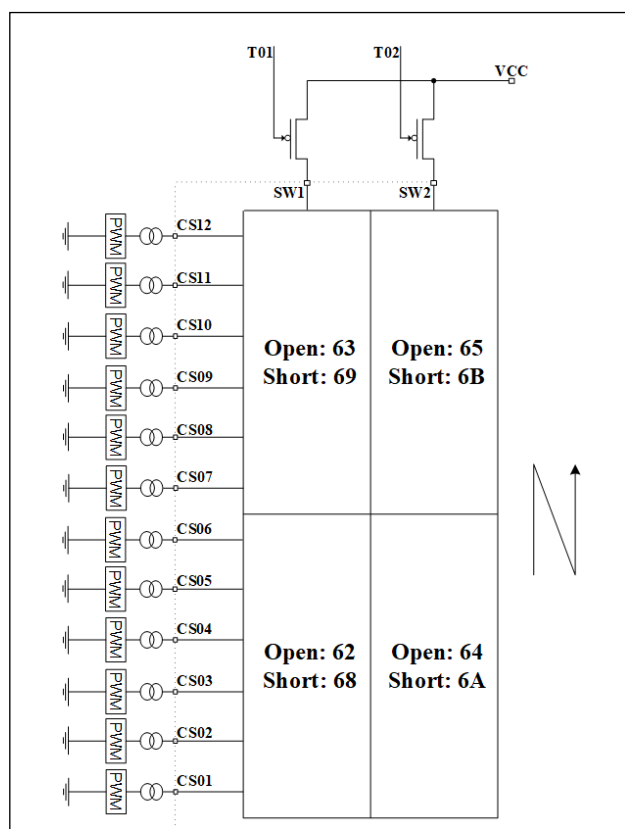 T01 T02
VCC
SW1 SW2
PWM CS12
PWM CS11
PWM CS10
Open: 63 Open: 65
Short: 69 Short: 6B
PWM CS09
PWM CS08
PWM CS07
PWM CS06
PWM CS05
PWM CS04
Open: 62 Open: 64
Short: 68 Short: 6A
PWM CS03
PWM CS02
PWM CS01